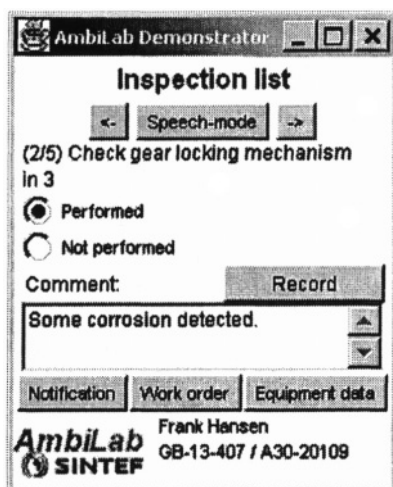 AmbiLab Demonstrator
Inspection list
<- Speech-mode ->
(2/5) Check gear locking mechanism
in 3
Performed
Not performed
Comment: Record
Some corrosion detected.
Notification Work order Equipment data
AmbiLab Frank Hansen
SINTEF GB-13-407 / A30-20109